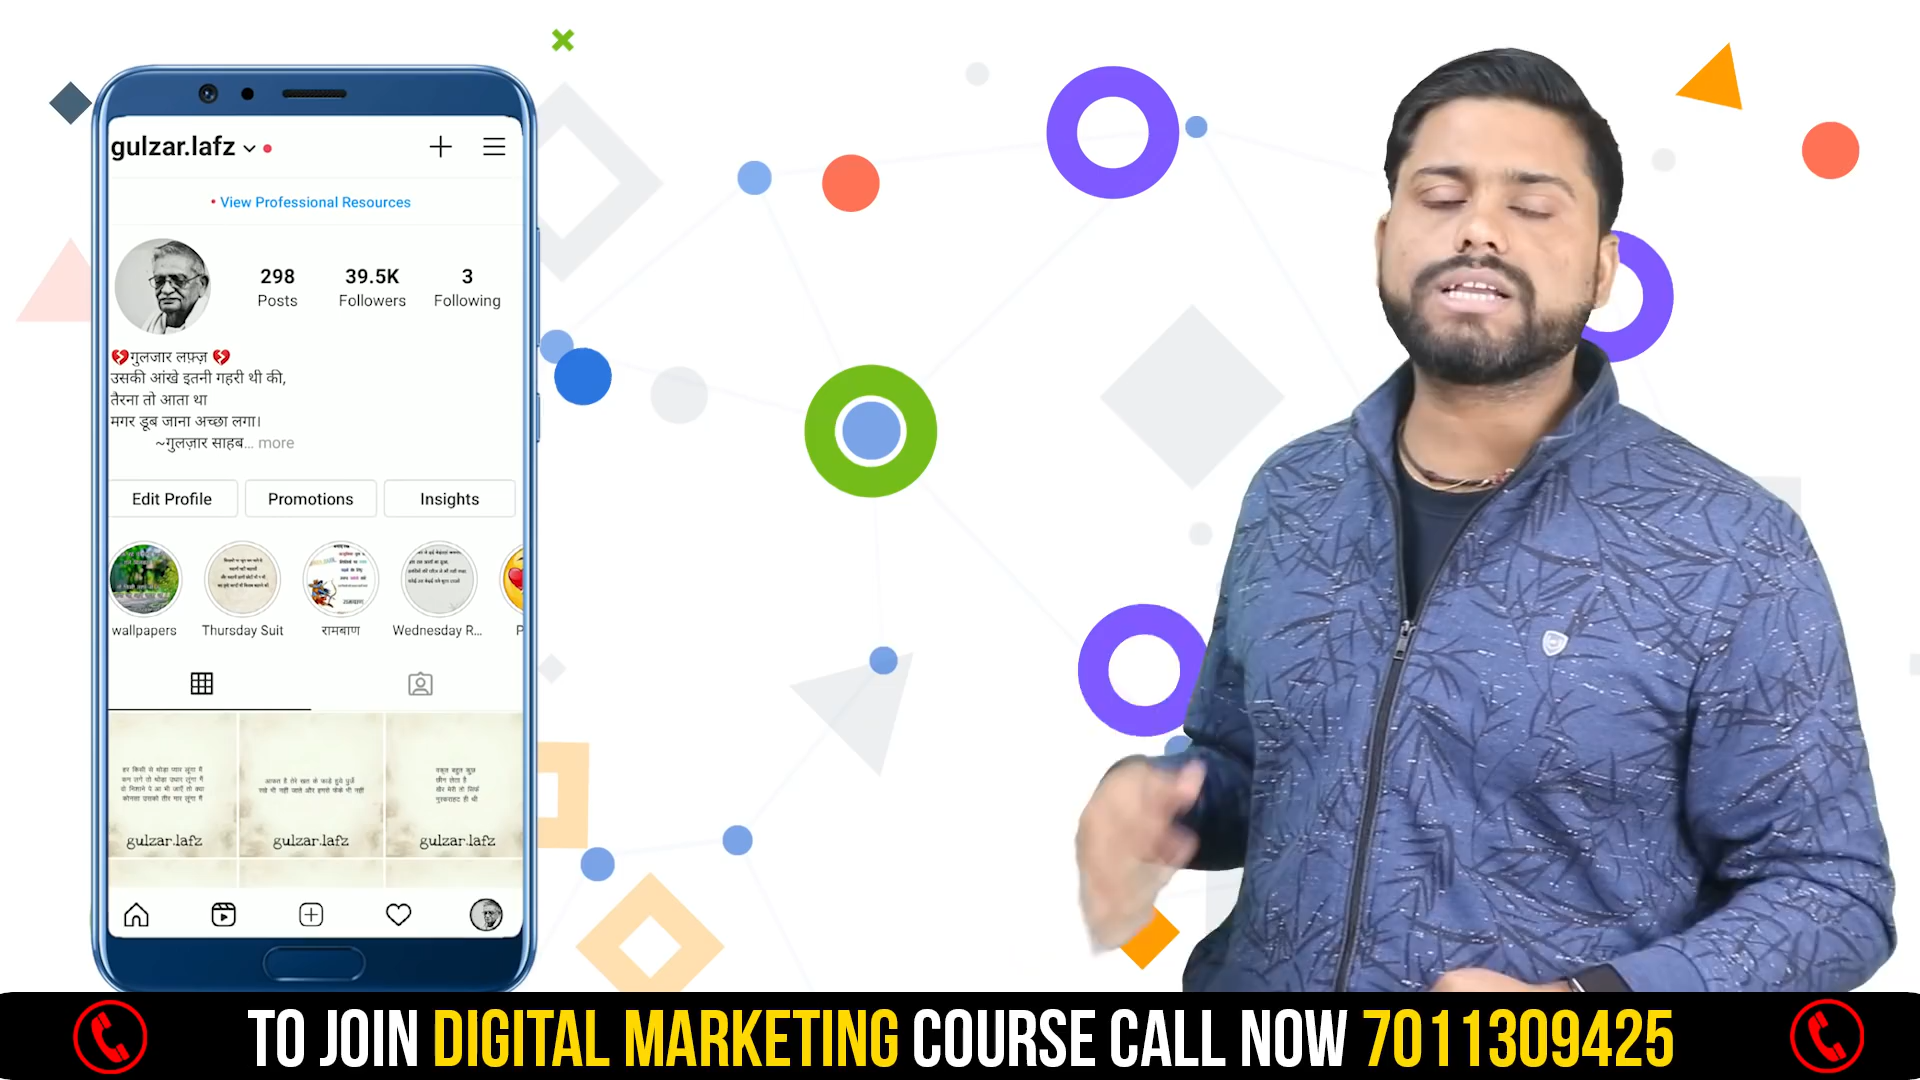 gulzar.lafz
View Professional Resources
298 39.5K 3
Posts Followers Following
गुलजार लफ़्ज़
उसकी आंखे इतनी गहरी थी की,
तैरना तो आता था
मगर डूब जाना अच्छा लगा।
~गुलज़ार साहब... more
Edit Profile Promotions Insights
wallpapers Thursday Suit रामबाण Wednesday R... P
gulzar.lafz gulzar.lafz gulzar.lafz
TO JOIN DIGITAL MARKETING COURSE CALL NOW 7011309425